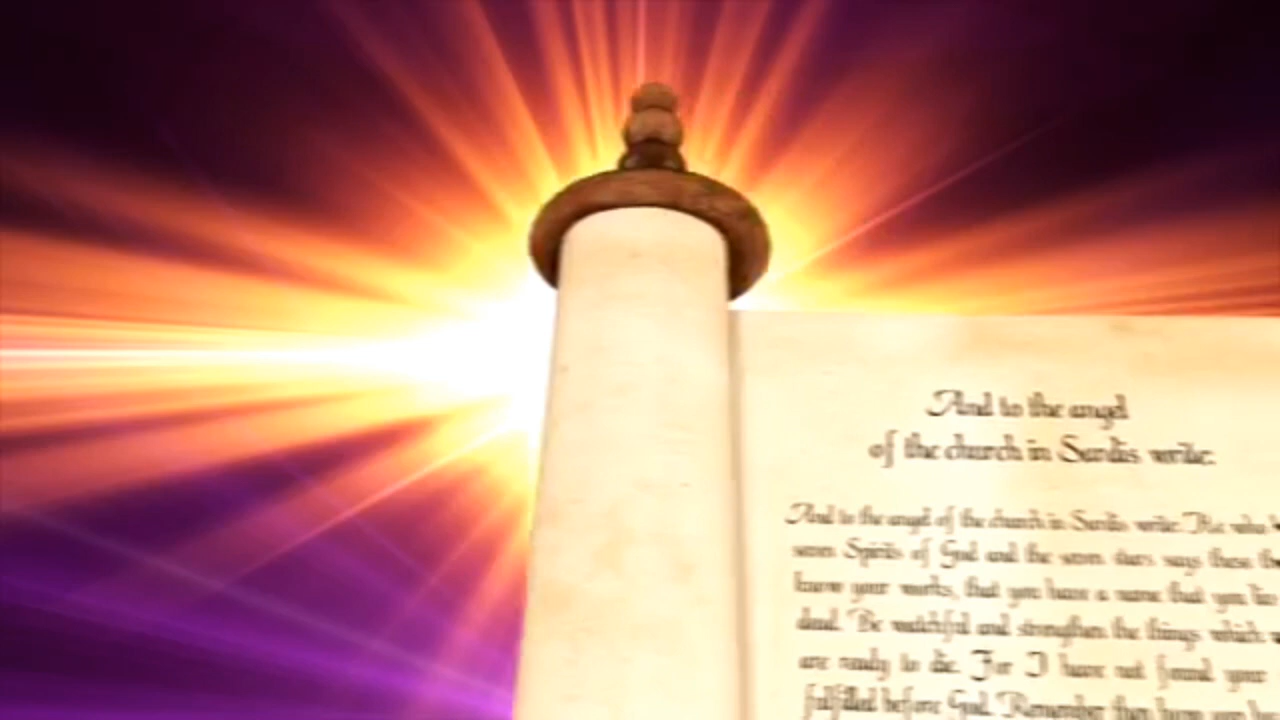 And to the angel
of the church in Sardis write:
And to the angel of the church in Sardis write: He who
seven Spirits of God and the seven stars says these
know your works, that you have a name that you
dead. Be watchful and strengthen the things which
are ready to die. For I have not found your
fulfilled before God. Remember